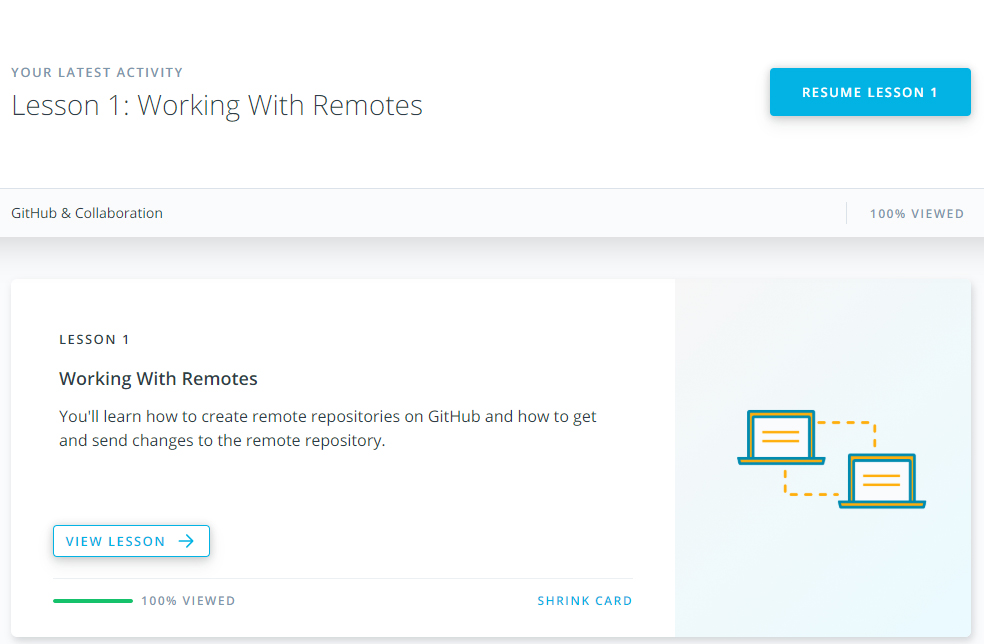 YOUR LATEST ACTIVITY
Lesson 1: Working With Remotes
RESUME LESSON 1
GitHub & Collaboration
100% VIEWED
LESSON 1
Working With Remotes
You'll learn how to create remote repositories on GitHub and how to get
and send changes to the remote repository.
VIEW LESSON
100% VIEWED
SHRINK CARD